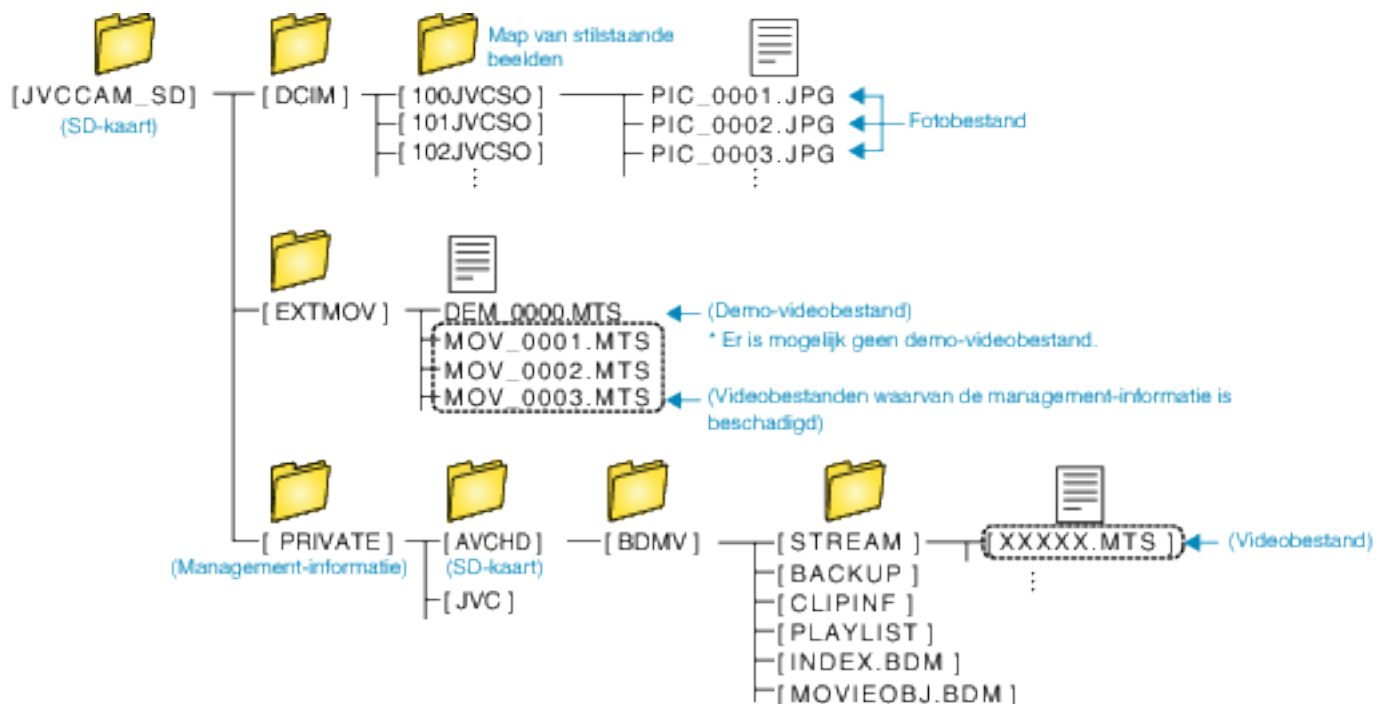 Map van stilstaande
beelden
[JVCCAM_SD] [DCIM] [100JVCSO] PIC_0001.JPG
(SD-kaart) [101JVCSO] PIC_0002.JPG Fotobestand
[102JVCSO] PIC_0003.JPG
[EXTMOV] DEM_0000.MTS (Demo-videobestand)
MOV_0001.MTS * Er is mogelijk geen demo-videobestand.
MOV_0002.MTS
MOV_0003.MTS (Videobestanden waarvan de management-informatie is
beschadigd)
[PRIVATE] [AVCHD] [BDMV] [STREAM] [XXXXX.MTS] (Videobestand)
(Management-informatie) (SD-kaart) [BACKUP]
[JVC] [CLIPINF]
[PLAYLIST]
[INDEX.BDM]
[MOVIEOBJ.BDM]